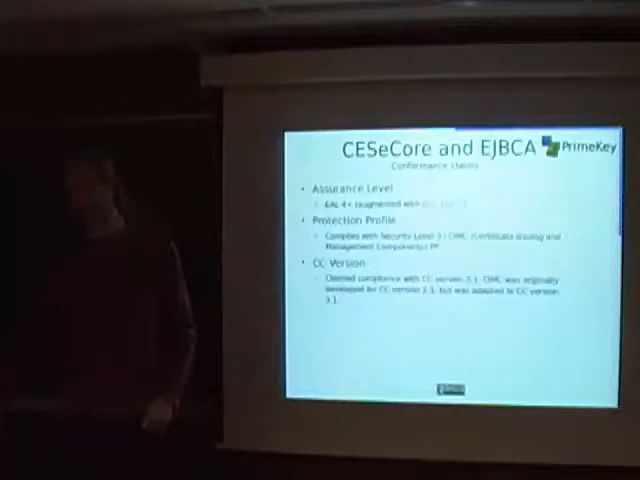 CESeCore and EJBCA
PrimeKey
Conformance claims
Assurance Level
EAL 4+ (augmented with
Protection Profile
Complies with Security Level 3 CIMC (Certificate Issuing and
Management Components) PP
CC Version
Claimed compliance with CC version 3.1. CIMC was originally
developed for CC version but was adapted to CC version
3.1.